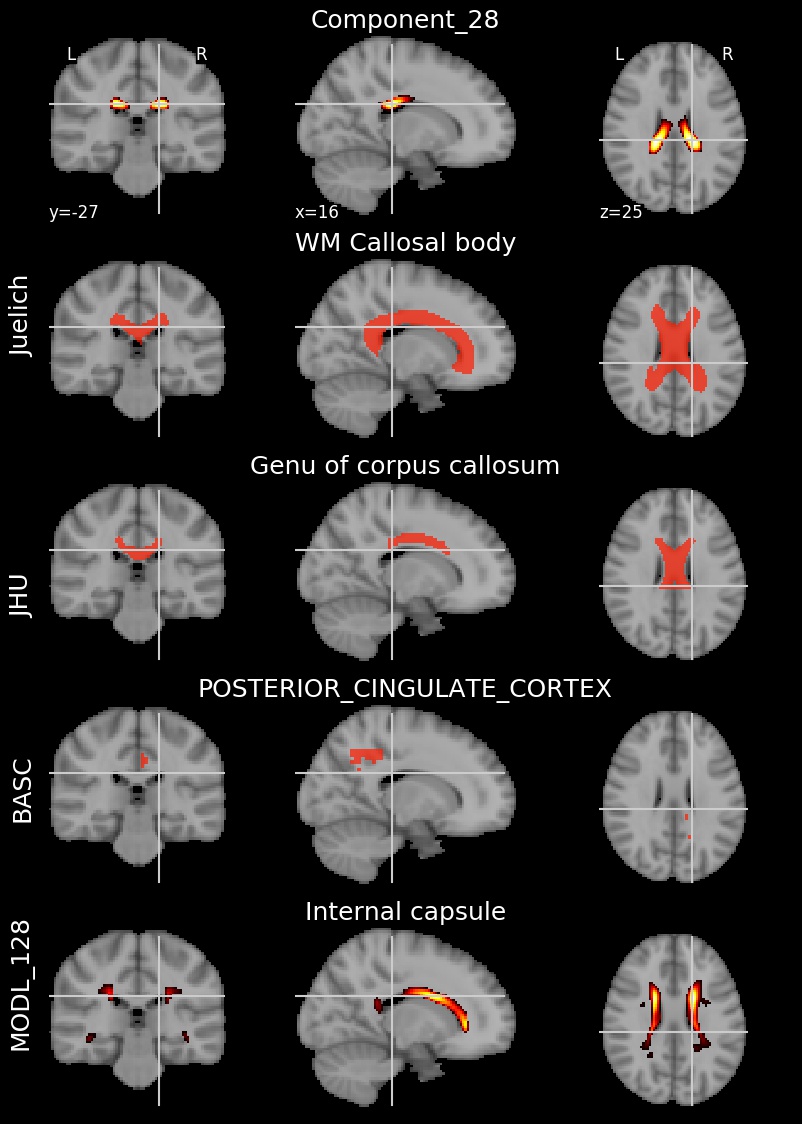 Component_28
L R L R
y=-27 x=16 z=25
WM Callosal body
Juelich
Genu of corpus callosum
JHU
POSTERIOR_CINGULATE_CORTEX
BASC
Internal capsule
MODL_128